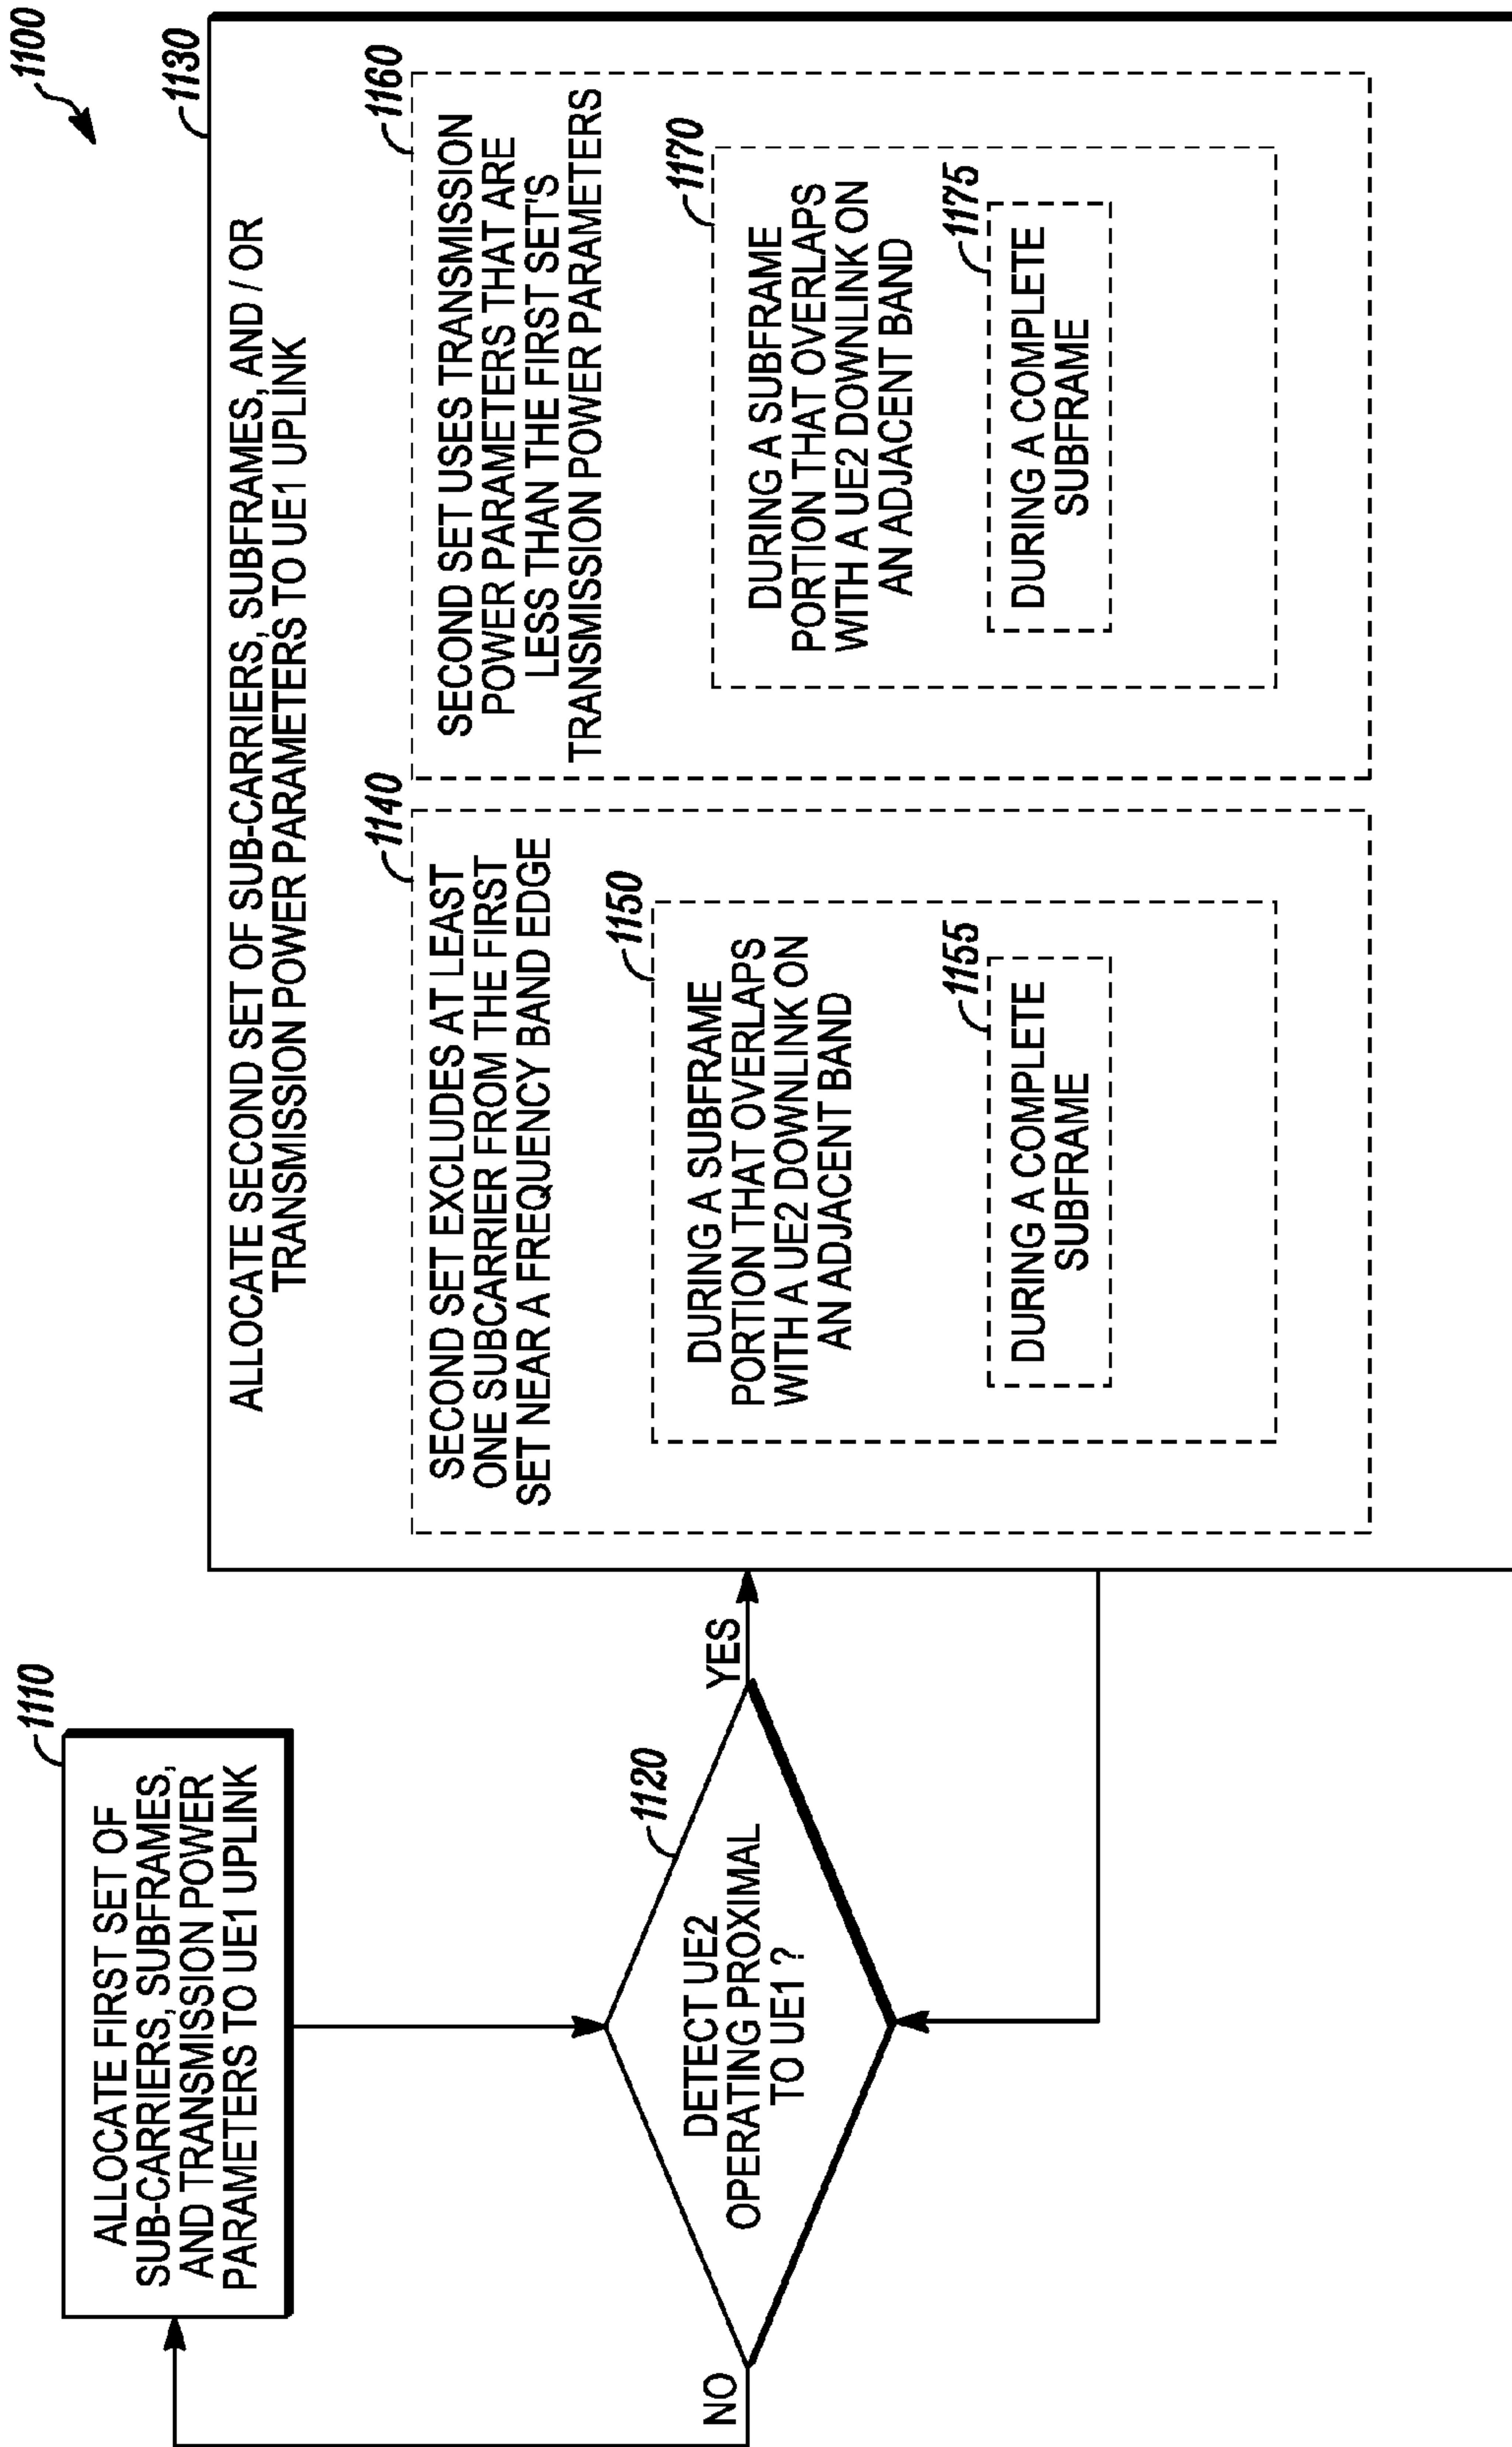 1100
1110
ALLOCATE FIRST SET OF
SUB-CARRIERS, SUBFRAMES,
AND TRANSMISSION POWER
PARAMETERS TO UE1 UPLINK
1120
DETECT UE2
OPERATING PROXIMAL
TO UE1 ?
NO
YES
1130
ALLOCATE SECOND SET OF SUB-CARRIERS, SUBFRAMES, AND / OR
TRANSMISSION POWER PARAMETERS TO UE1 UPLINK
1140
SECOND SET EXCLUDES AT LEAST
ONE SUBCARRIER FROM THE FIRST
SET NEAR A FREQUENCY BAND EDGE
1150
DURING A SUBFRAME
PORTION THAT OVERLAPS
WITH A UE2 DOWNLINK ON
AN ADJACENT BAND
1155
DURING A COMPLETE
SUBFRAME
1160
SECOND SET USES TRANSMISSION
POWER PARAMETERS THAT ARE
LESS THAN THE FIRST SET'S
TRANSMISSION POWER PARAMETERS
1170
DURING A SUBFRAME
PORTION THAT OVERLAPS
WITH A UE2 DOWNLINK ON
AN ADJACENT BAND
1175
DURING A COMPLETE
SUBFRAME